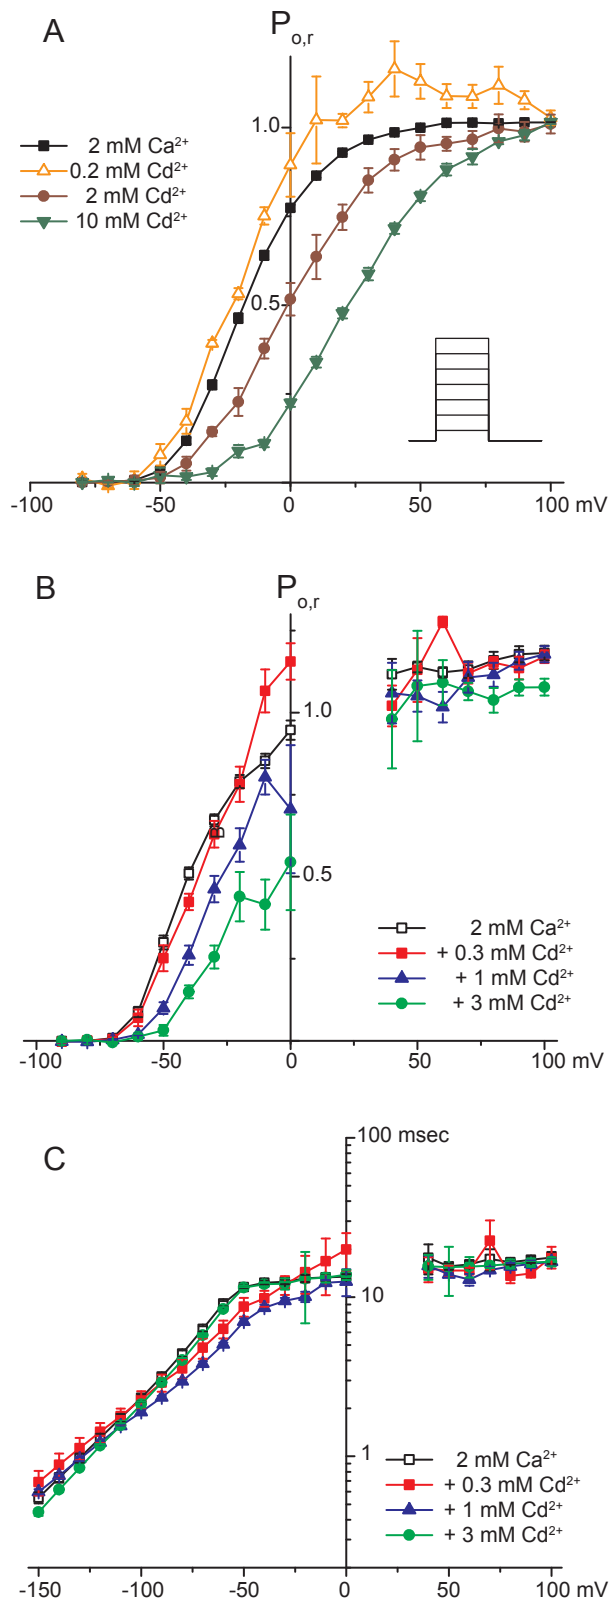 A
P o,r
1.0
2 mM Ca²⁺
0.2 mM Cd²⁺
2 mM Cd²⁺
10 mM Cd²⁺
0.5
-100 -50 0 50 100 mV
B
P o,r
1.0
0.5
2 mM Ca²⁺
+ 0.3 mM Cd²⁺
+ 1 mM Cd²⁺
+ 3 mM Cd²⁺
-100 -50 0 50 100 mV
C
100 msec
10
1
2 mM Ca²⁺
+ 0.3 mM Cd²⁺
+ 1 mM Cd²⁺
+ 3 mM Cd²⁺
-150 -100 -50 0 50 100 mV